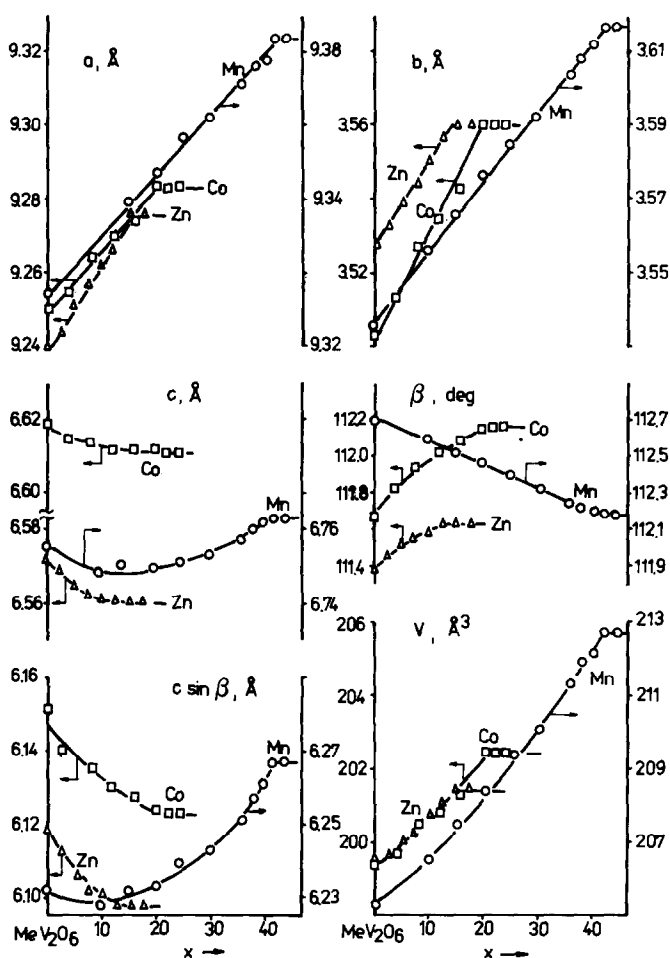 a, Å
9.32
9.30
9.28
9.26
9.24
9.38
9.34
9.32
Mn
Co
Zn
b, Å
3.56
3.52
3.61
3.59
3.57
3.55
Zn
Co
Mn
c, Å
6.62
6.60
6.58
6.56
6.76
6.74
Co
Mn
Zn
β, deg
112.2
112.0
111.8
111.4
112.7
112.5
112.3
112.1
111.9
Co
Mn
Zn
c sin β, Å
6.16
6.14
6.12
6.10
6.27
6.25
6.23
Mn
Co
Zn
MeV2O6 10 20 30 40
x →
V, Å3
206
204
202
200
213
211
209
207
Mn
Co
Zn
MeV2O6 10 20 30 40
x →